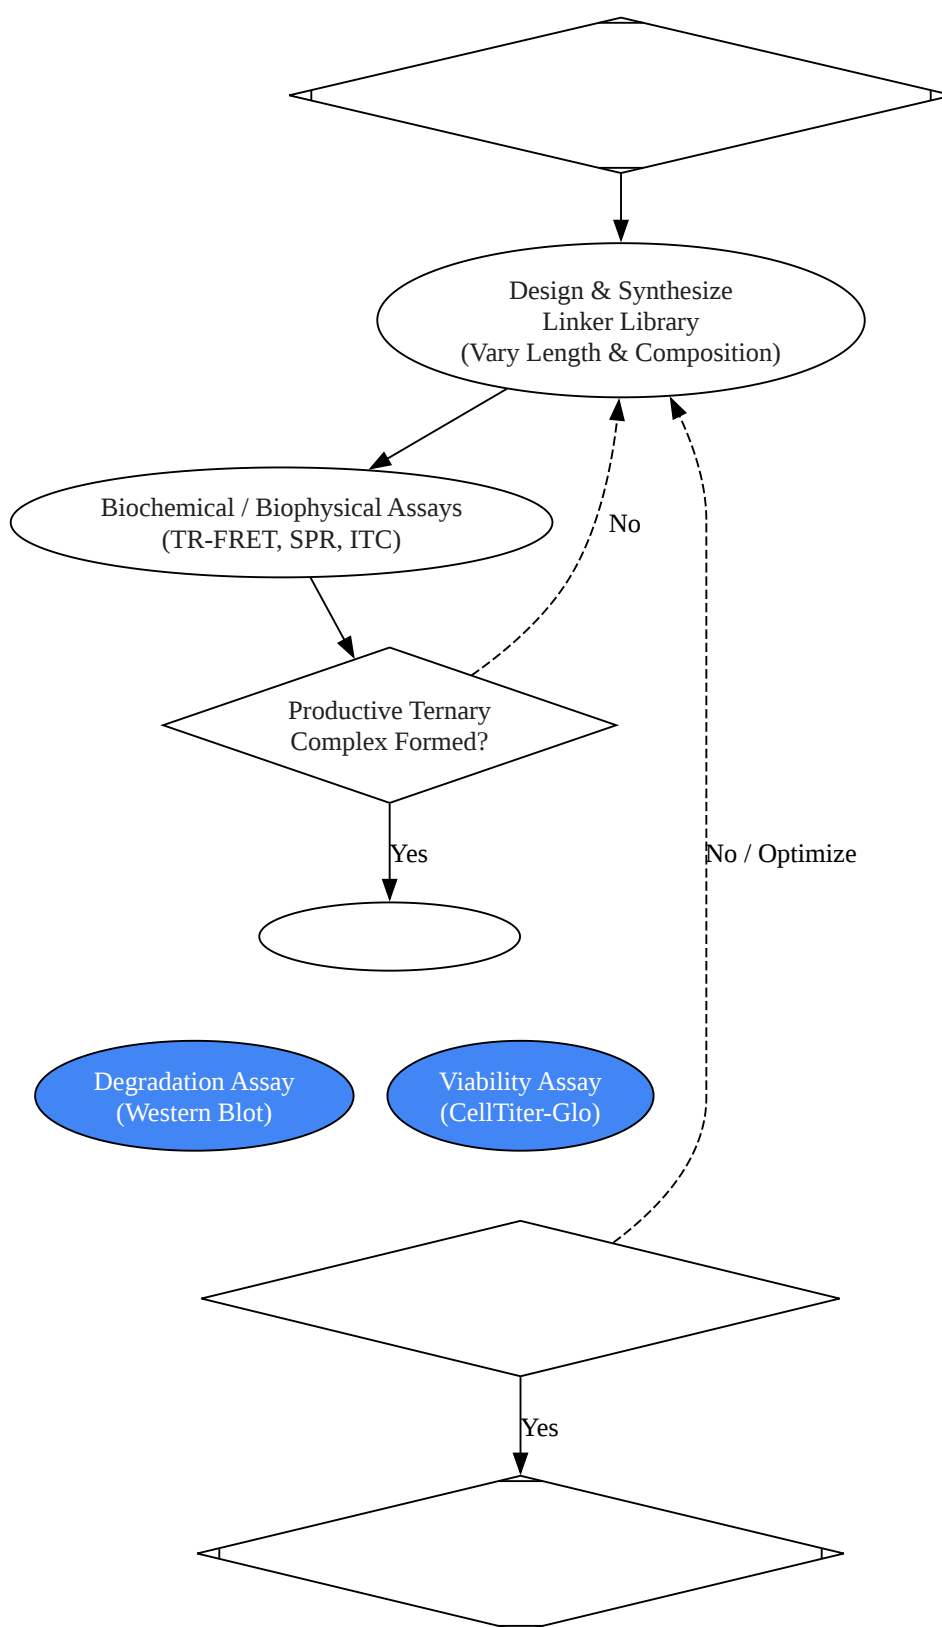 Design & Synthesize
Linker Library
(Vary Length & Composition)
Biochemical / Biophysical Assays
(TR-FRET, SPR, ITC)
No
Productive Ternary
Complex Formed?
Yes
No / Optimize
Degradation Assay
(Western Blot)
Viability Assay
(CellTiter-Glo)
Yes